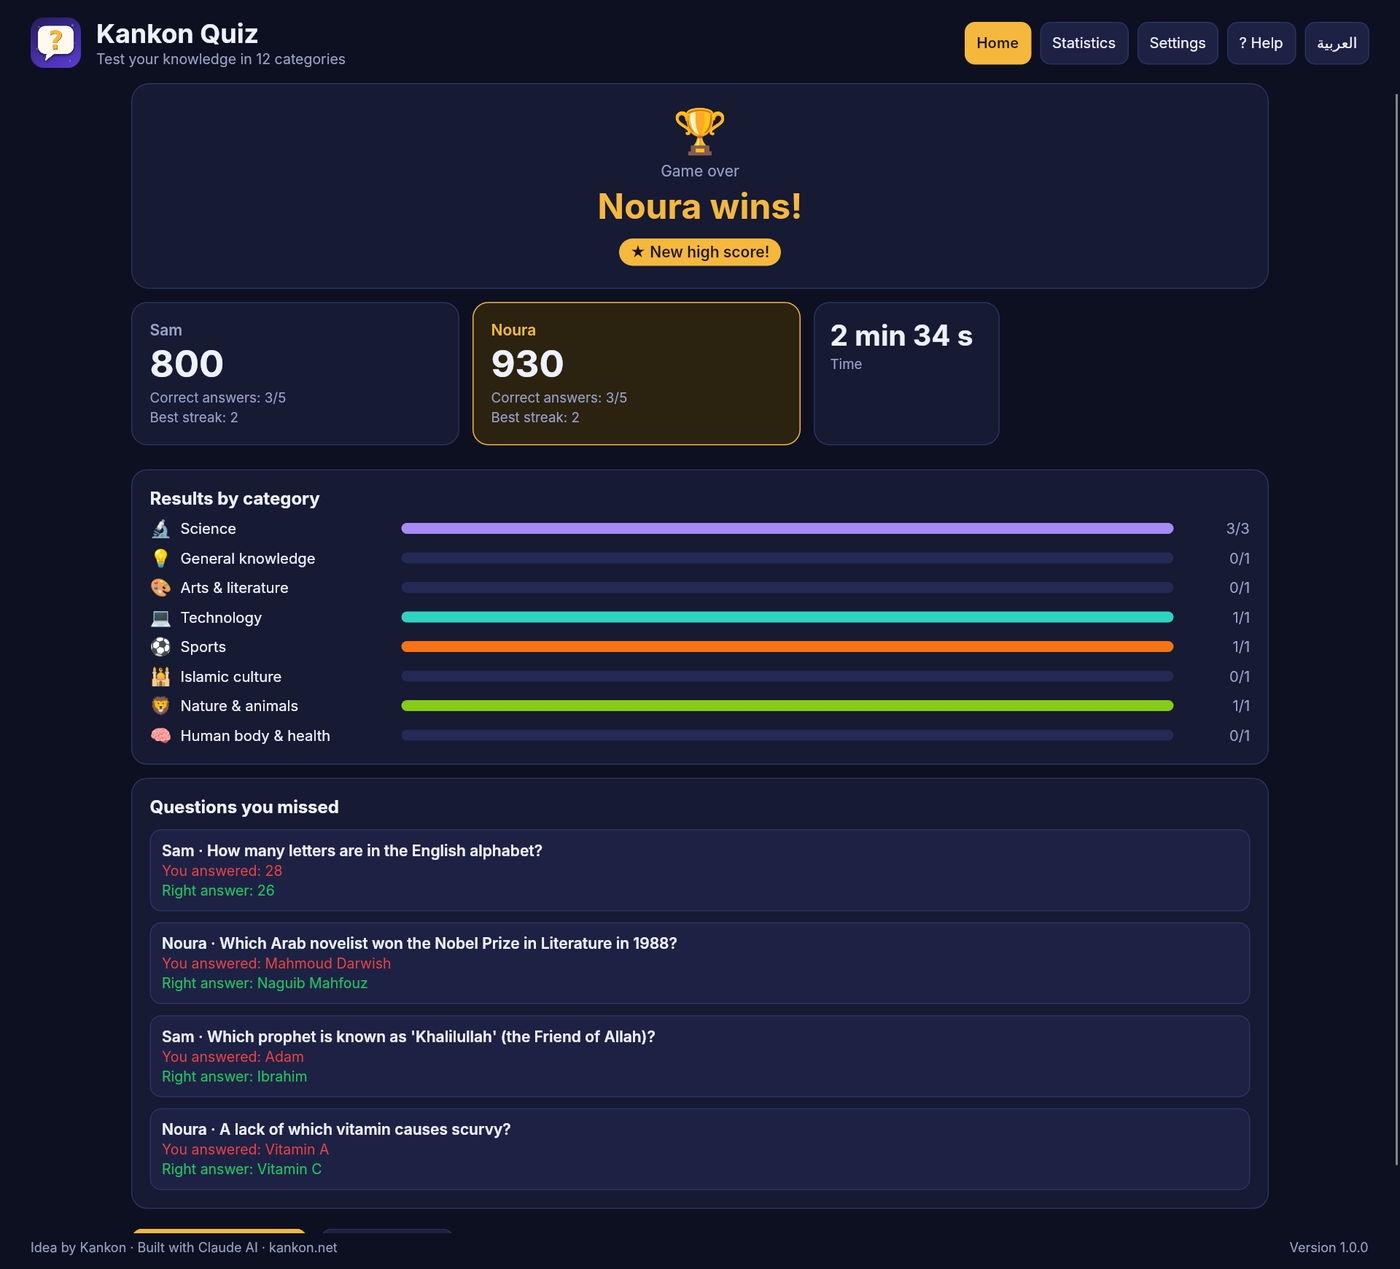 Kankon Quiz
Test your knowledge in 12 categories
Home
Statistics
Settings
? Help
العربية
Game over
Noura wins!
★ New high score!
Sam
800
Correct answers: 3/5
Best streak: 2
Noura
930
Correct answers: 3/5
Best streak: 2
2 min 34 s
Time
Results by category
Science 3/3
General knowledge 0/1
Arts & literature 0/1
Technology 1/1
Sports 1/1
Islamic culture 0/1
Nature & animals 1/1
Human body & health 0/1
Questions you missed
Sam · How many letters are in the English alphabet?
You answered: 28
Right answer: 26
Noura · Which Arab novelist won the Nobel Prize in Literature in 1988?
You answered: Mahmoud Darwish
Right answer: Naguib Mahfouz
Sam · Which prophet is known as 'Khalilullah' (the Friend of Allah)?
You answered: Adam
Right answer: Ibrahim
Noura · A lack of which vitamin causes scurvy?
You answered: Vitamin A
Right answer: Vitamin C
Idea by Kankon · Built with Claude AI · kankon.net
Version 1.0.0